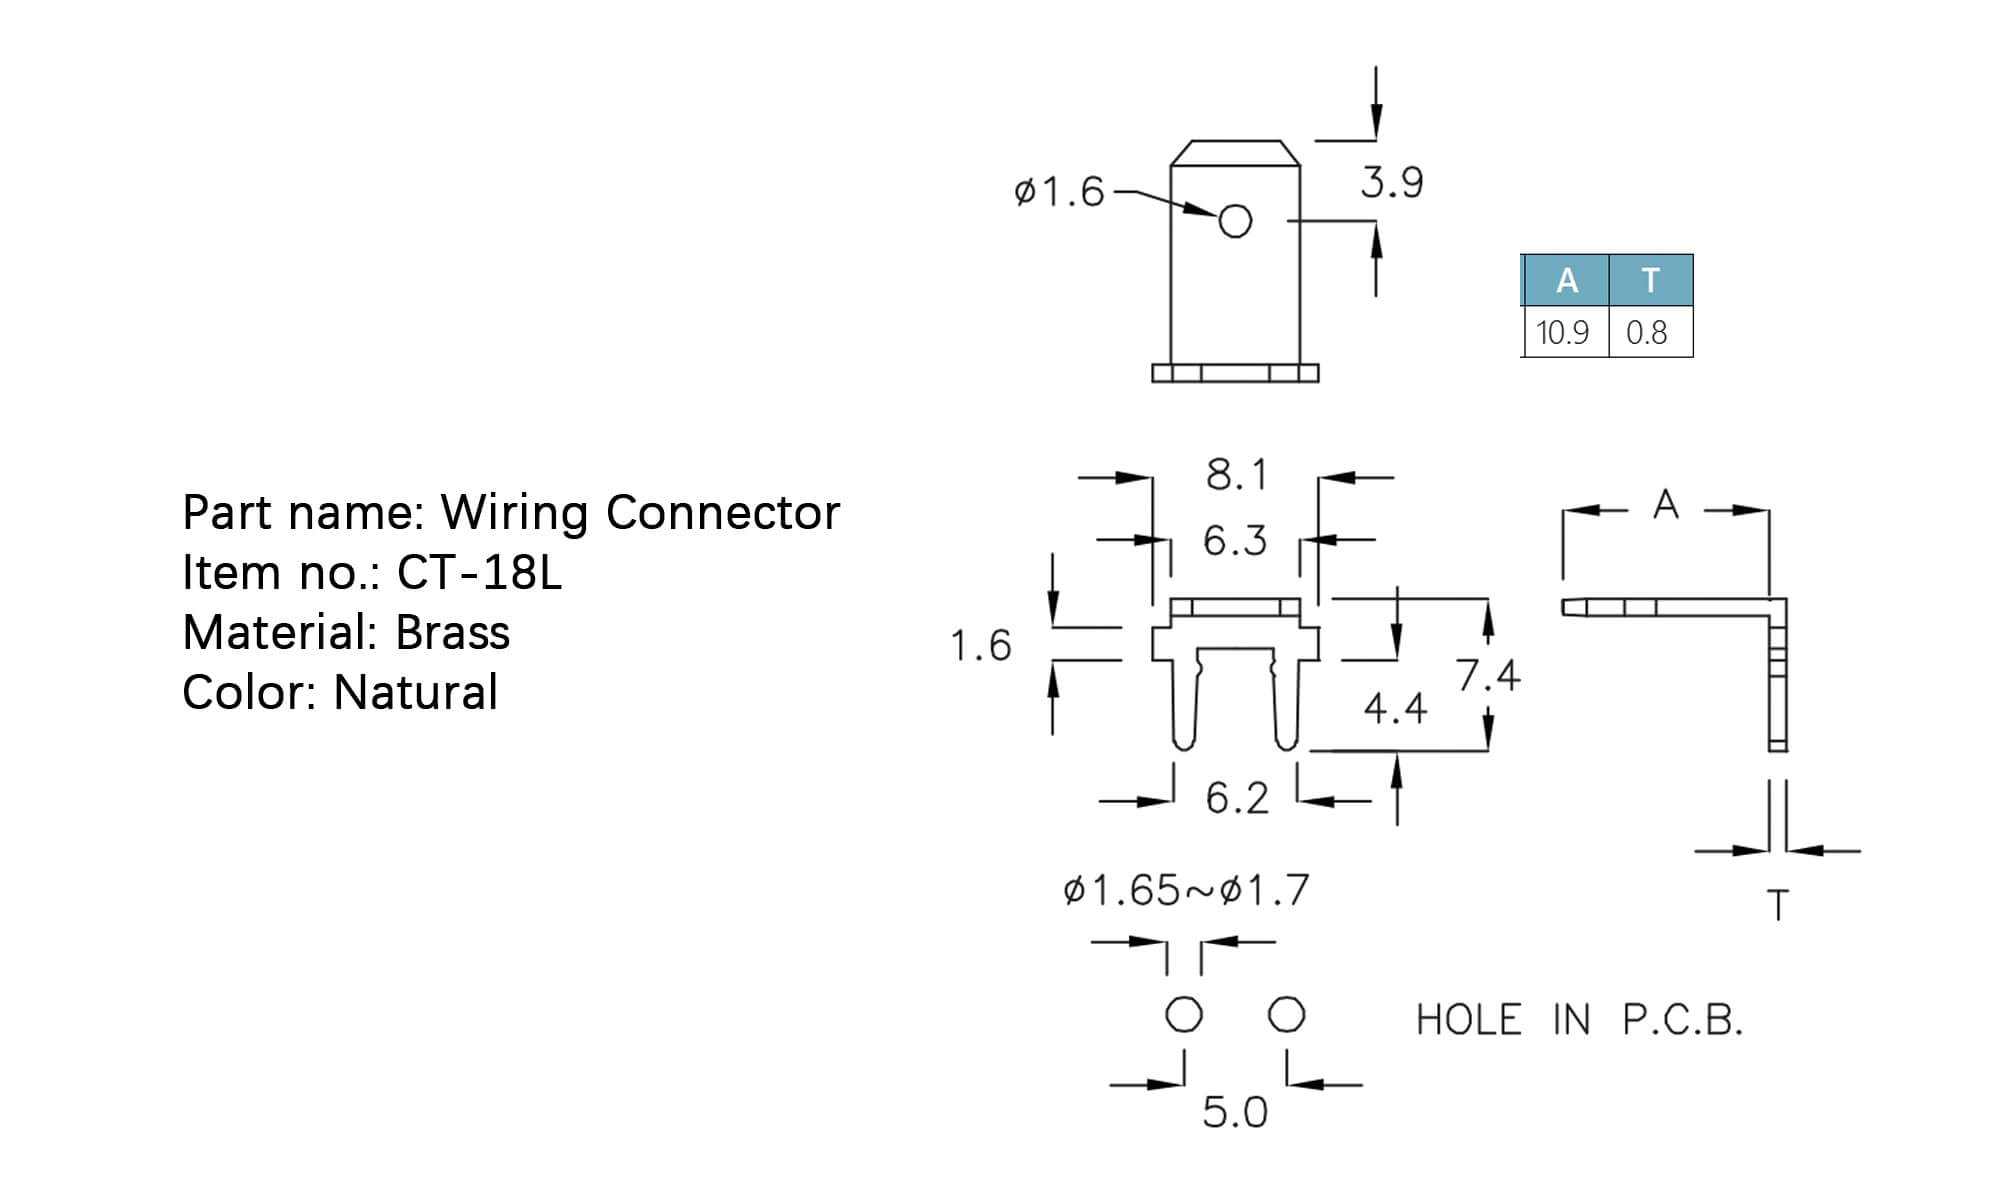 3.9
ø1.6
A T
10.9 0.8
8.1
6.3
A
Part name: Wiring Connector
Item no.: CT-18L
Material: Brass
Color: Natural
1.6
7.4
4.4
6.2
ø1.65~ø1.7
T
HOLE IN P.C.B.
5.0